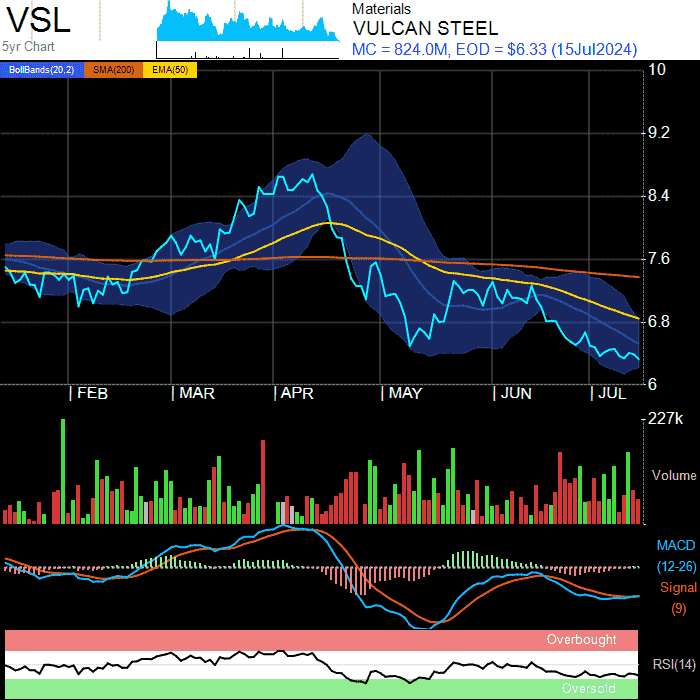 VSL
5yr Chart
Materials
VULCAN STEEL
MC = 824.0M, EOD = $6.33 (15Jul2024)
BollBands(20,2) SMA(200) EMA(50)
10
9.2
8.4
7.6
6.8
6
FEB MAR APR MAY JUN JUL
227k
Volume
MACD
(12-26)
Signal
(9)
Overbought
RSI(14)
Oversold